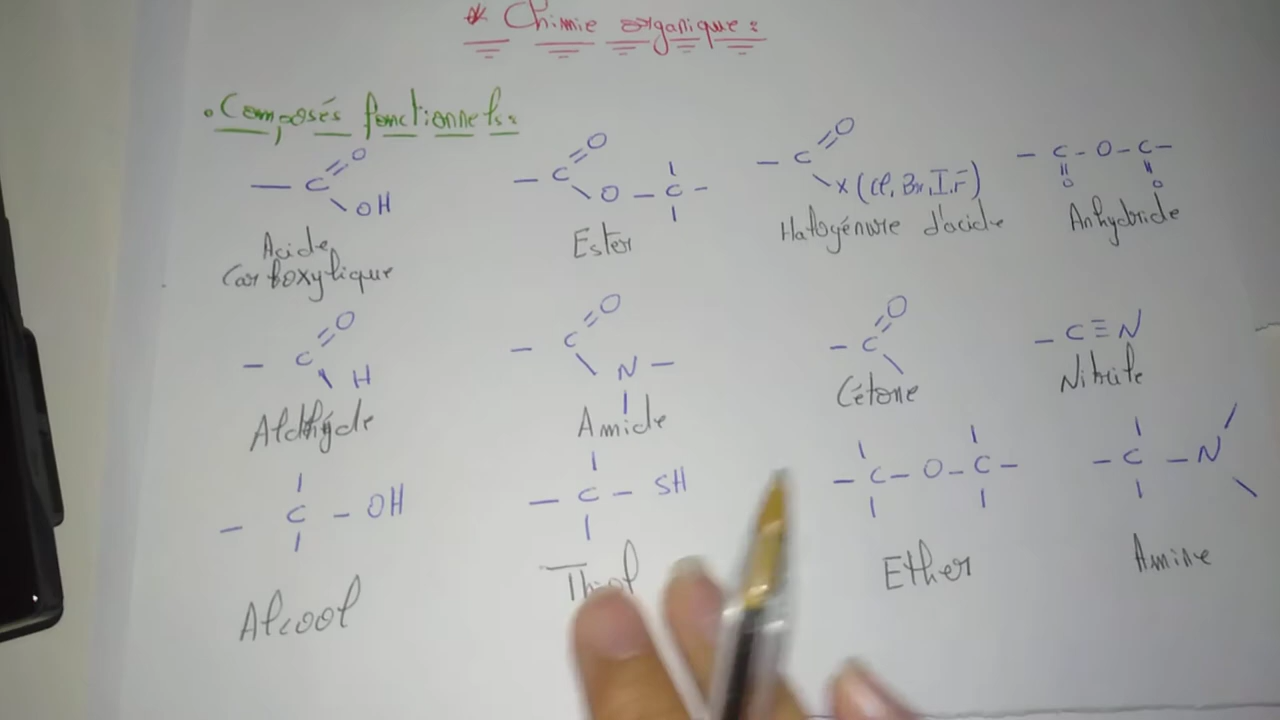 * Chimie organique :
• Composés fonctionnels :
O
— C
OH
Acide
Carboxylique
O
— C
O — C —
Ester
O
— C
X (Cl, Br, I, F)
Halogénure d'acide
— C — O — C —
O O
Anhydride
O
— C
H
Aldhéyde
O
— C
N —
Amide
O
— C
Cétone
— C ≡ N
Nitrile
— C — OH
Alcool
— C — SH
Thiol
— C — O — C —
Ether
— C — N
Amine